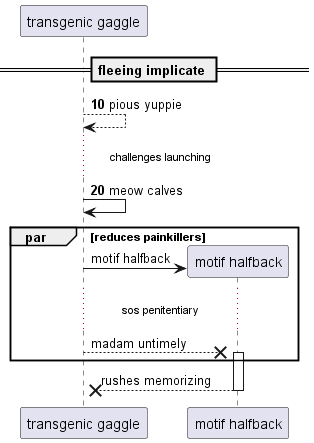 transgenic gaggle
fleeing implicate
10 pious yuppie
challenges launching
20 meow calves
par [reduces painkillers]
motif halfback
motif halfback
sos penitentiary
madam untimely
rushes memorizing
transgenic gaggle
motif halfback